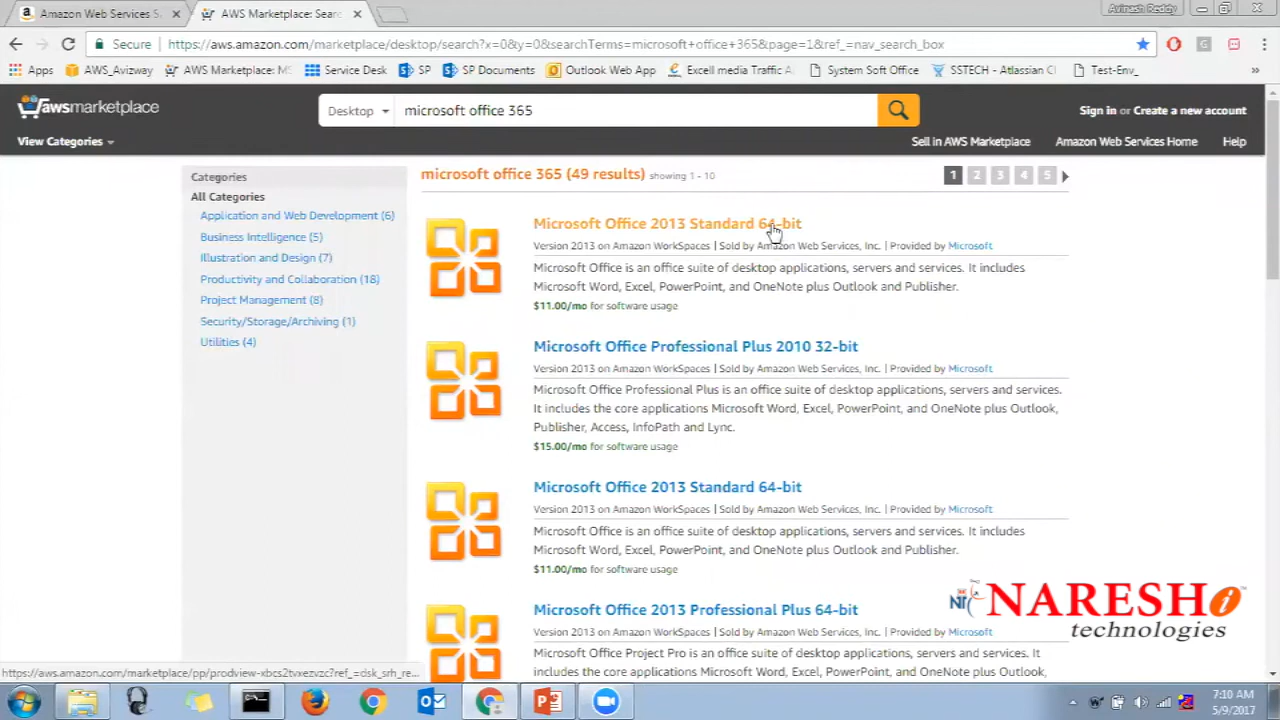 Amazon Web Services S
AWS Marketplace: Sear
Avinash Reddy
Secure
https://aws.amazon.com/marketplace/desktop/search?x=0&y=0&searchTerms=microsoft+office+365&page=1&ref_=nav_search_box
Apps
AWS_Avizway
AWS Marketplace: MS
Service Desk
SP
SP Documents
Outlook Web App
Excell media Traffic A
System Soft Office
SSTECH - Atlassian Cl
Test-Env_
awsmarketplace
Desktop
microsoft office 365
Sign in or Create a new account
View Categories
Sell in AWS Marketplace
Amazon Web Services Home
Help
Categories
All Categories
Application and Web Development (6)
Business Intelligence (5)
Illustration and Design (7)
Productivity and Collaboration (18)
Project Management (8)
Security/Storage/Archiving (1)
Utilities (4)
microsoft office 365 (49 results) showing 1 - 10
1 2 3 4 5
Microsoft Office 2013 Standard 64-bit
Version 2013 on Amazon WorkSpaces | Sold by Amazon Web Services, Inc. | Provided by Microsoft
Microsoft Office is an office suite of desktop applications, servers and services. It includes
Microsoft Word, Excel, PowerPoint, and OneNote plus Outlook and Publisher.
$11.00/mo for software usage
Microsoft Office Professional Plus 2010 32-bit
Version 2013 on Amazon WorkSpaces | Sold by Amazon Web Services, Inc. | Provided by Microsoft
Microsoft Office Professional Plus is an office suite of desktop applications, servers and services.
It includes the core applications Microsoft Word, Excel, PowerPoint, and OneNote plus Outlook,
Publisher, Access, InfoPath and Lync.
$15.00/mo for software usage
Microsoft Office 2013 Standard 64-bit
Version 2013 on Amazon WorkSpaces | Sold by Amazon Web Services, Inc. | Provided by Microsoft
Microsoft Office is an office suite of desktop applications, servers and services. It includes
Microsoft Word, Excel, PowerPoint, and OneNote plus Outlook and Publisher.
$11.00/mo for software usage
Microsoft Office 2013 Professional Plus 64-bit
Version 2013 on Amazon WorkSpaces | Sold by Amazon Web Services, Inc. | Provided by Microsoft
Microsoft Office Project Pro is an office suite of desktop applications, servers and services. It
includes the core applications Microsoft Word, Excel, PowerPoint, and OneNote plus Outlook,
NARESH i
technologies
https://aws.amazon.com/marketplace/pp/prodview-xbcs2tvxezvzc?ref_=dsk_srh_re...
7:10 AM
5/9/2017